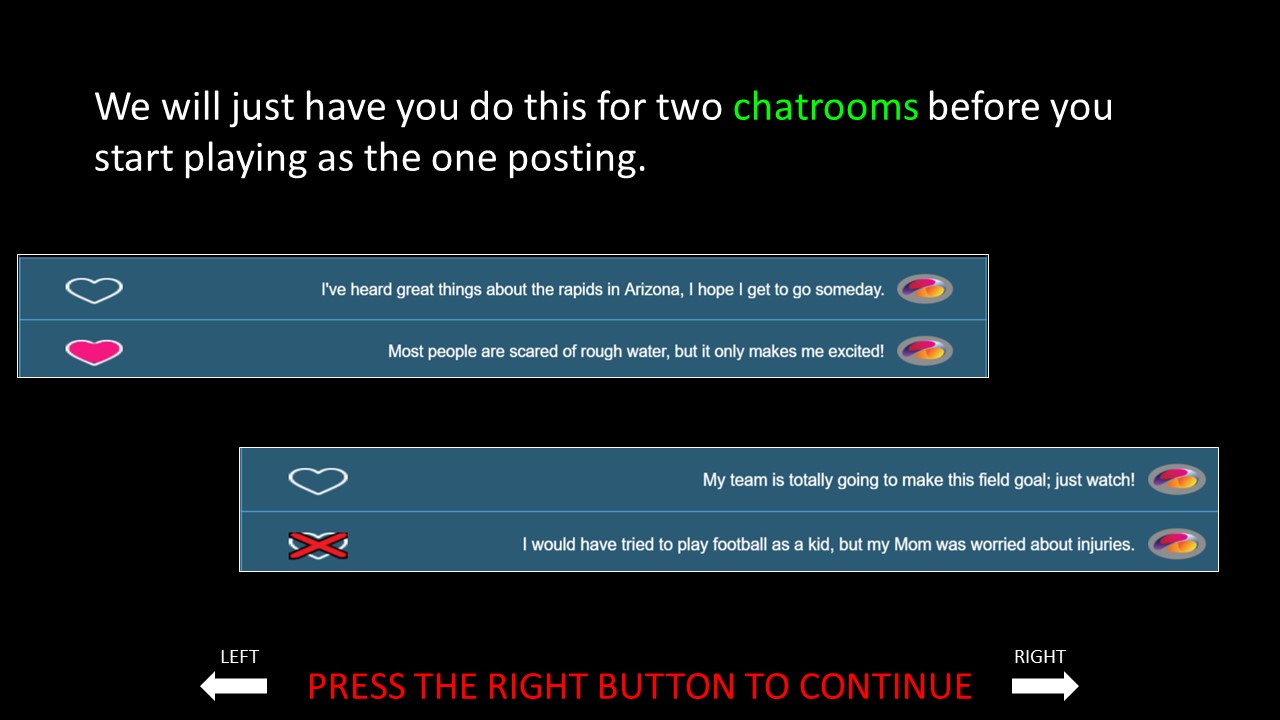 We will just have you do this for two chatrooms before you
start playing as the one posting.
I've heard great things about the rapids in Arizona, I hope I get to go someday.
Most people are scared of rough water, but it only makes me excited!
My team is totally going to make this field goal; just watch!
I would have tried to play football as a kid, but my Mom was worried about injuries.
LEFT
RIGHT
PRESS THE RIGHT BUTTON TO CONTINUE